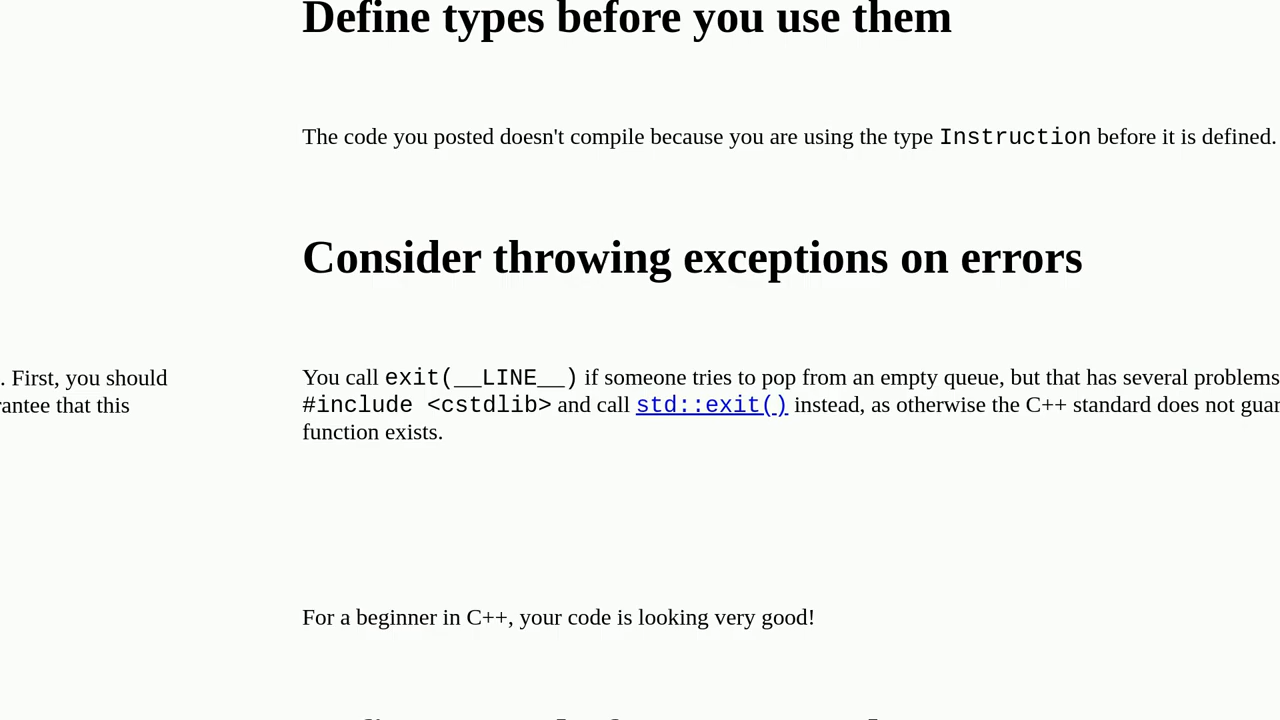 Define types before you use them
The code you posted doesn't compile because you are using the type Instruction before it is defined.
Consider throwing exceptions on errors
. First, you should
rantee that this
You call exit(__LINE__) if someone tries to pop from an empty queue, but that has several problems
#include <cstdlib> and call std::exit() instead, as otherwise the C++ standard does not guar
function exists.
For a beginner in C++, your code is looking very good!